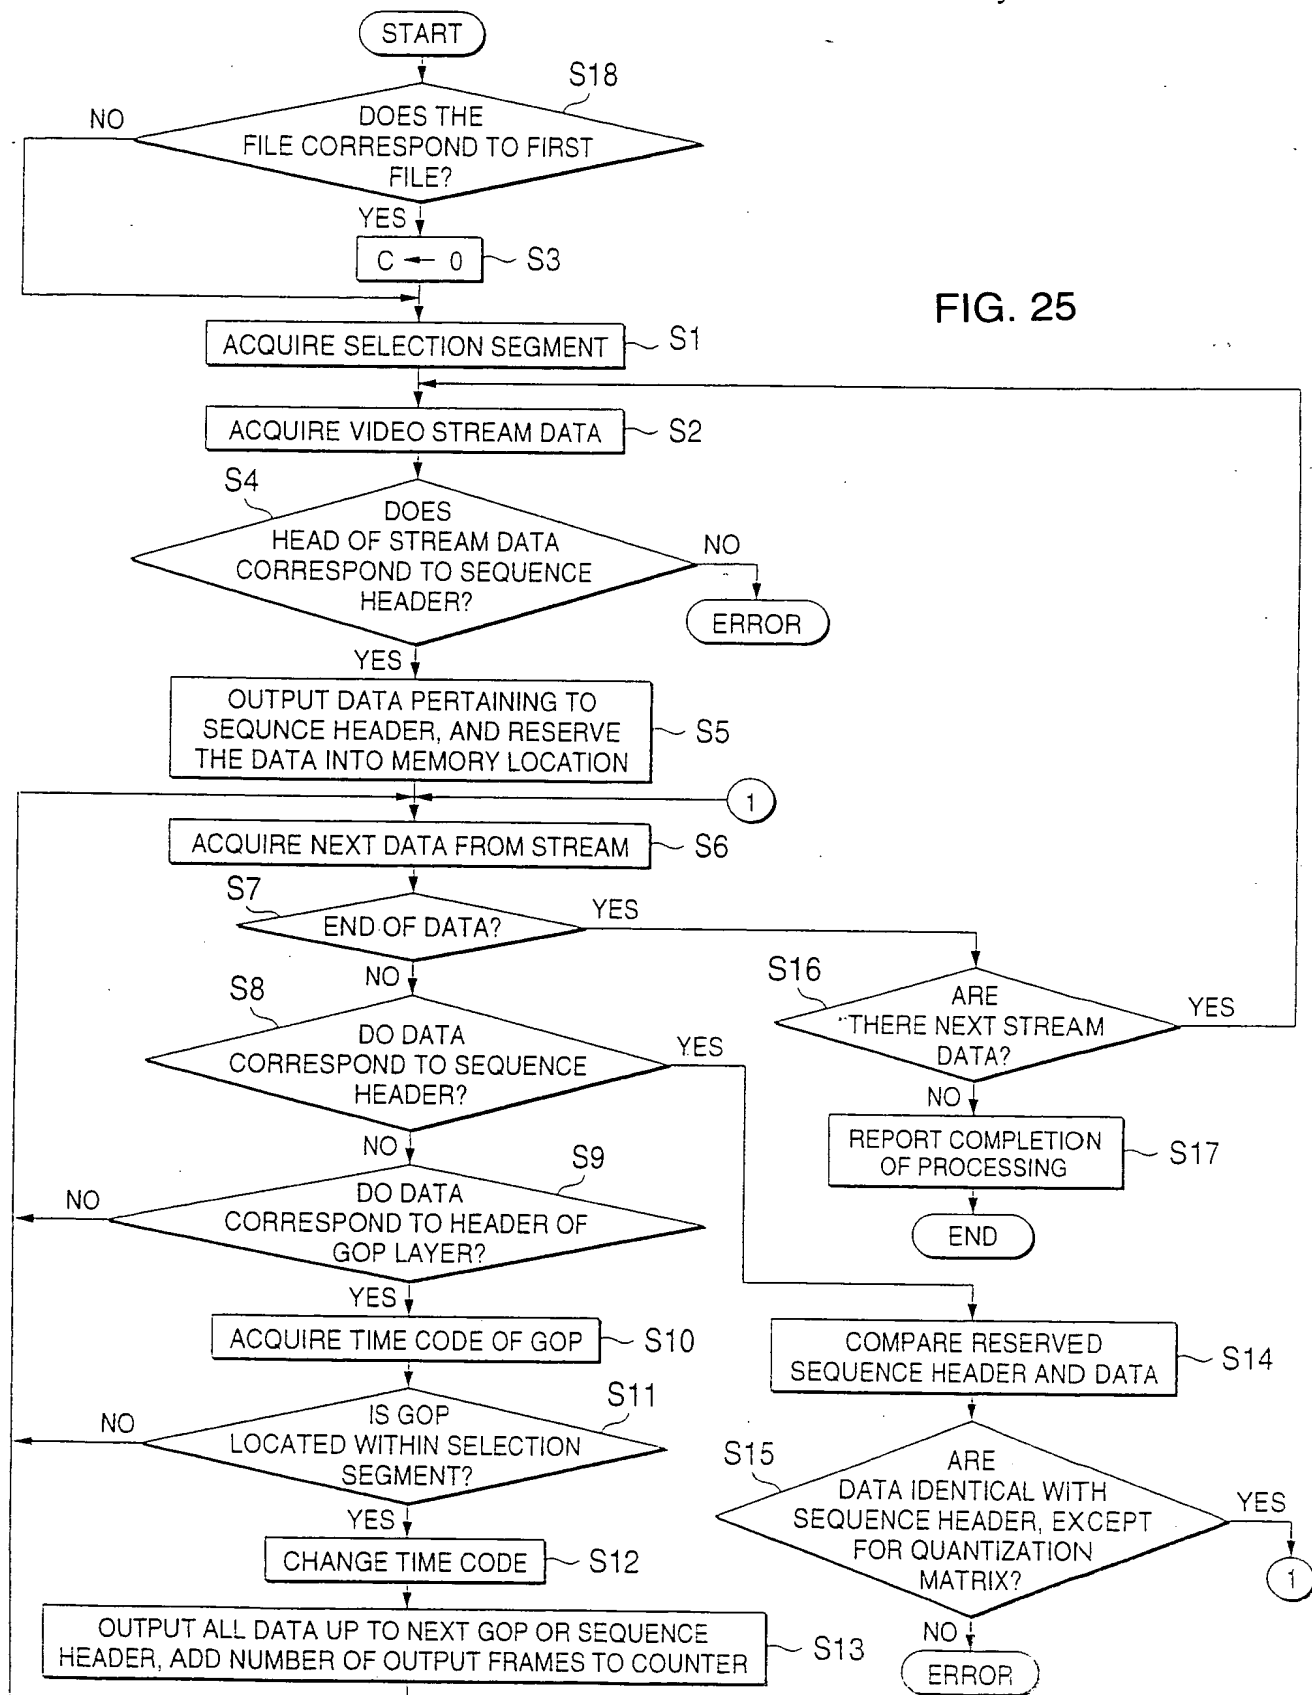 START
S18
NO
DOES THE
FILE CORRESPOND TO FIRST
FILE?
YES
C ← 0
S3
FIG. 25
ACQUIRE SELECTION SEGMENT
S1
ACQUIRE VIDEO STREAM DATA
S2
S4
DOES
HEAD OF STREAM DATA
CORRESPOND TO SEQUENCE
HEADER?
NO
ERROR
YES
OUTPUT DATA PERTAINING TO
SEQUNCE HEADER, AND RESERVE
THE DATA INTO MEMORY LOCATION
S5
1
ACQUIRE NEXT DATA FROM STREAM
S6
S7
END OF DATA?
YES
NO
S16
ARE
THERE NEXT STREAM
DATA?
YES
S8
DO DATA
CORRESPOND TO SEQUENCE
HEADER?
YES
NO
NO
REPORT COMPLETION
OF PROCESSING
S17
END
S9
NO
DO DATA
CORRESPOND TO HEADER OF
GOP LAYER?
YES
ACQUIRE TIME CODE OF GOP
S10
COMPARE RESERVED
SEQUENCE HEADER AND DATA
S14
S11
NO
IS GOP
LOCATED WITHIN SELECTION
SEGMENT?
YES
S15
ARE
DATA IDENTICAL WITH
SEQUENCE HEADER, EXCEPT
FOR QUANTIZATION
MATRIX?
YES
1
CHANGE TIME CODE
S12
OUTPUT ALL DATA UP TO NEXT GOP OR SEQUENCE
HEADER, ADD NUMBER OF OUTPUT FRAMES TO COUNTER
S13
NO
ERROR